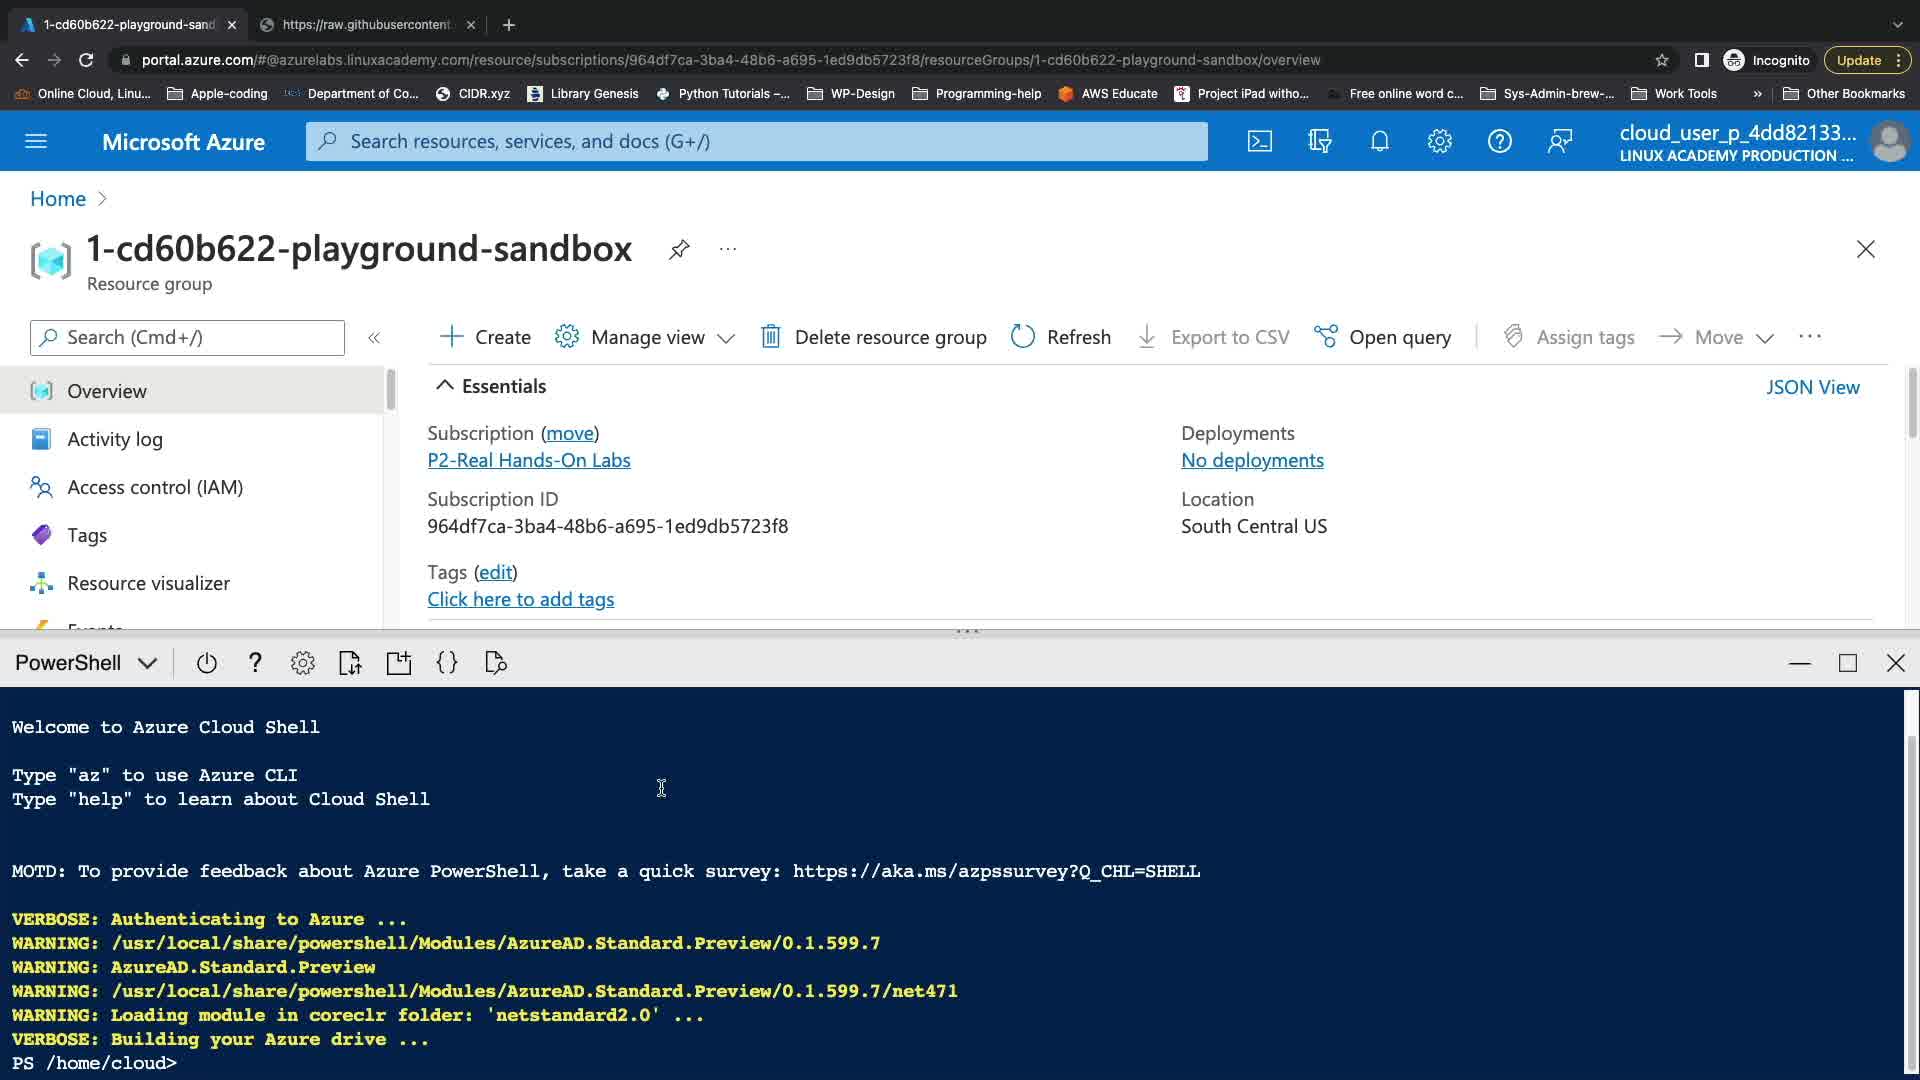 1-cd60b622-playground-sand
https://raw.githubusercontent
portal.azure.com/#@azurelabs.linuxacademy.com/resource/subscriptions/964df7ca-3ba4-48b6-a695-1ed9db5723f8/resourceGroups/1-cd60b622-playground-sandbox/overview
Incognito
Update
Online Cloud, Linu...
Apple-coding
Department of Co...
CIDR.xyz
Library Genesis
Python Tutorials –...
WP-Design
Programming-help
AWS Educate
Project iPad witho...
Free online word c...
Sys-Admin-brew-...
Work Tools
»
Other Bookmarks
Microsoft Azure
Search resources, services, and docs (G+/)
cloud_user_p_4dd82133...
LINUX ACADEMY PRODUCTION ...
Home >
1-cd60b622-playground-sandbox
...
Resource group
Search (Cmd+/)
«
Create
Manage view
Delete resource group
Refresh
Export to CSV
Open query
Assign tags
Move
...
Overview
Activity log
Access control (IAM)
Tags
Resource visualizer
Events
Essentials
JSON View
Subscription (move)
P2-Real Hands-On Labs
Subscription ID
964df7ca-3ba4-48b6-a695-1ed9db5723f8
Tags (edit)
Click here to add tags
Deployments
No deployments
Location
South Central US
PowerShell
?
{}
Welcome to Azure Cloud Shell
Type "az" to use Azure CLI
Type "help" to learn about Cloud Shell
MOTD: To provide feedback about Azure PowerShell, take a quick survey: https://aka.ms/azpssurvey?Q_CHL=SHELL
VERBOSE: Authenticating to Azure ...
WARNING: /usr/local/share/powershell/Modules/AzureAD.Standard.Preview/0.1.599.7
WARNING: AzureAD.Standard.Preview
WARNING: /usr/local/share/powershell/Modules/AzureAD.Standard.Preview/0.1.599.7/net471
WARNING: Loading module in coreclr folder: 'netstandard2.0' ...
VERBOSE: Building your Azure drive ...
PS /home/cloud>